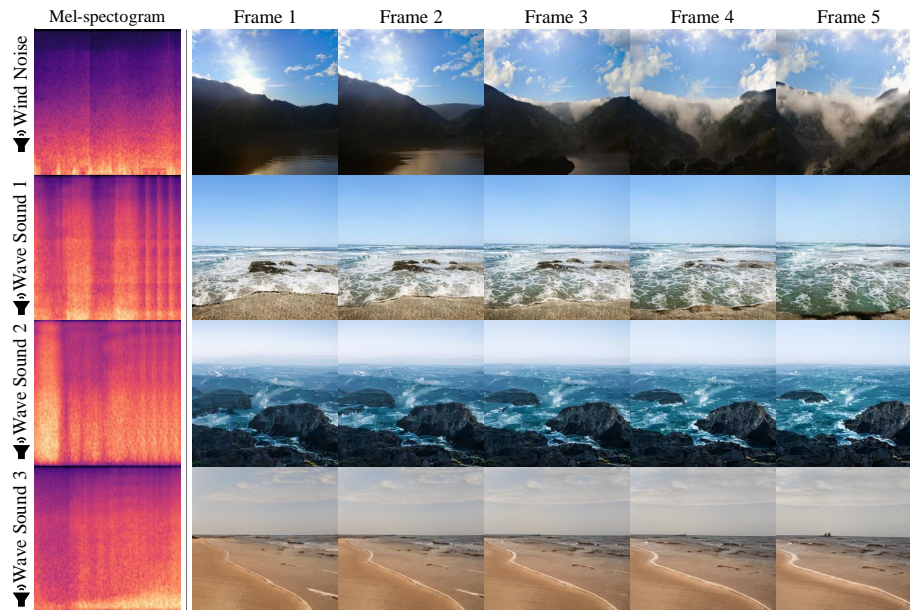 Mel-spectogram Frame 1 Frame 2 Frame 3 Frame 4 Frame 5
Wind Noise
Wave Sound 1
Wave Sound 2
Wave Sound 3